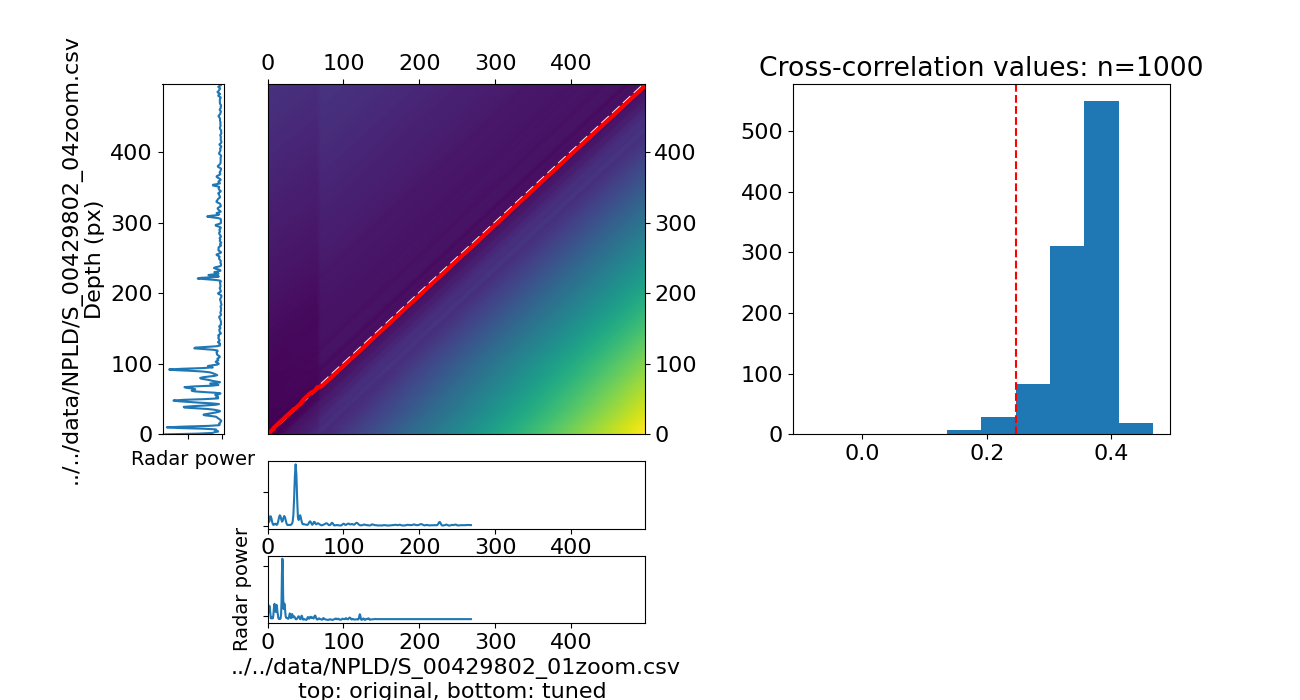 ../../data/NPLD/S_00429802_04zoom.csv
Depth (px)
0
100
200
300
400
Radar power
0 100 200 300 400
0
100
200
300
400
0 100 200 300 400
Radar power
0 100 200 300 400
../../data/NPLD/S_00429802_01zoom.csv
top: original, bottom: tuned
Cross-correlation values: n=1000
500
400
300
200
100
0
0.0 0.2 0.4